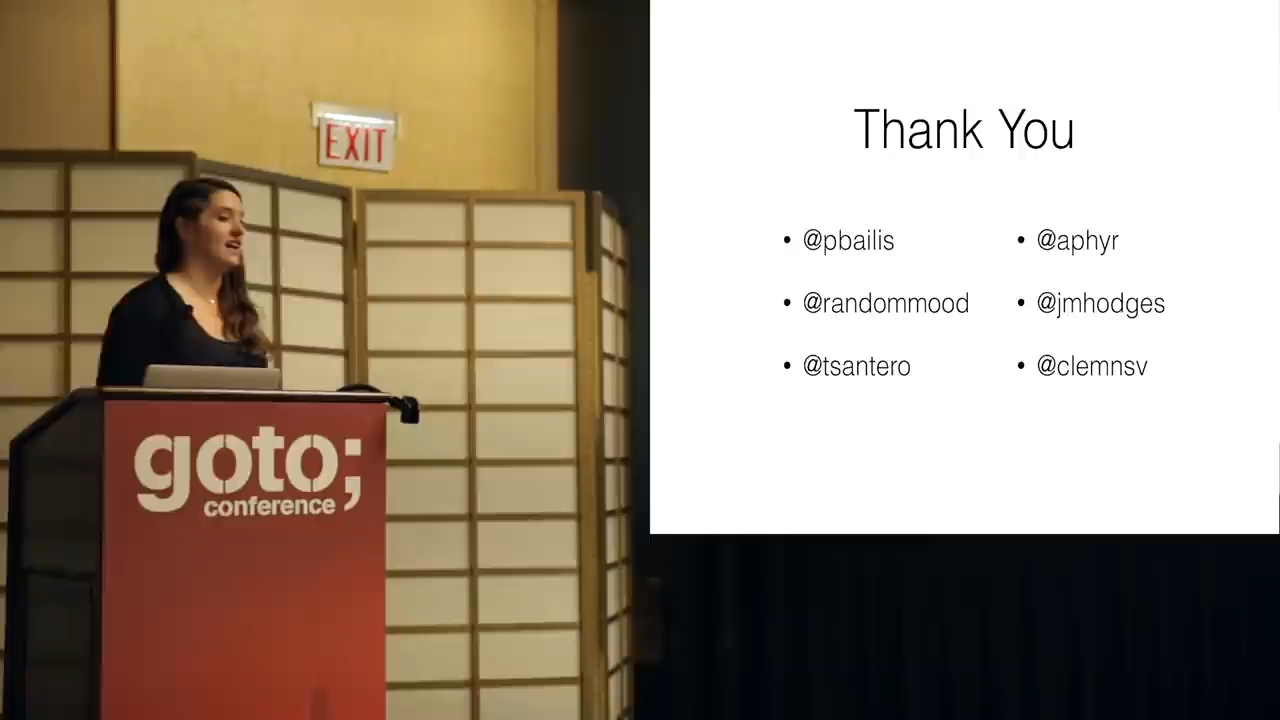 EXIT
goto;
conference
Thank You
• @pbailis
• @randommood
• @tsantero
• @aphyr
• @jmhodges
• @clemnsv